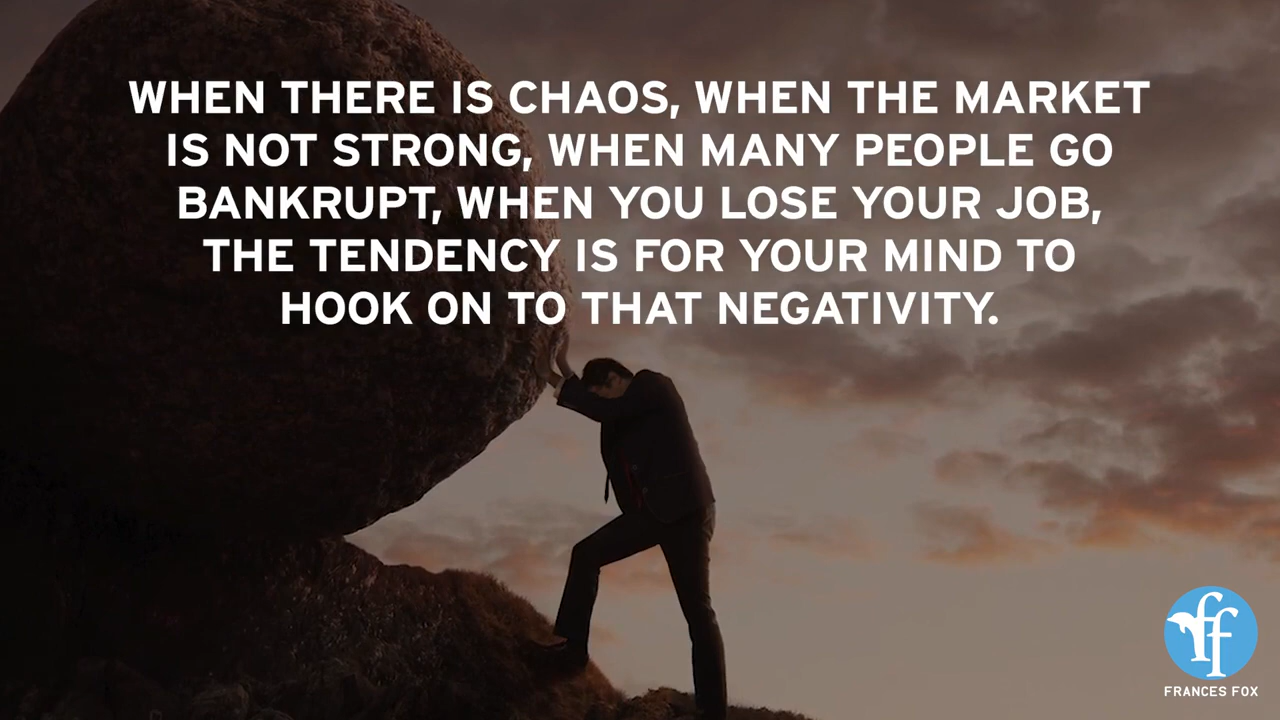 WHEN THERE IS CHAOS, WHEN THE MARKET
IS NOT STRONG, WHEN MANY PEOPLE GO
BANKRUPT, WHEN YOU LOSE YOUR JOB,
THE TENDENCY IS FOR YOUR MIND TO
HOOK ON TO THAT NEGATIVITY.
ff
FRANCES FOX